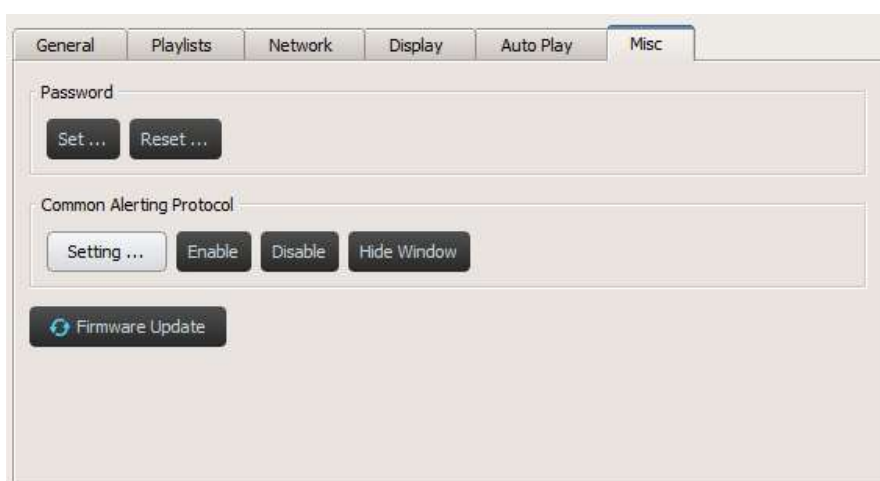 General Playlists Network Display Auto Play Misc
Password
Set ... Reset ...
Common Alerting Protocol
Setting ... Enable Disable Hide Window
Firmware Update